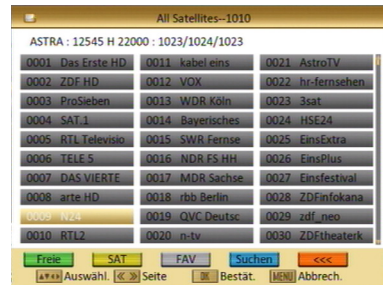 All Satellites--1010
ASTRA : 12545 H 22000 : 1023/1024/1023
0001 Das Erste HD 0011 kabel eins 0021 AstroTV
0002 ZDF HD 0012 VOX 0022 hr-fernsehen
0003 ProSieben 0013 WDR Köln 0023 3sat
0004 SAT.1 0014 Bayerisches 0024 HSE24
0005 RTL Televisio 0015 SWR Fernse 0025 EinsExtra
0006 TELE 5 0016 NDR FS HH 0026 EinsPlus
0007 DAS VIERTE 0017 MDR Sachse 0027 Einsfestival
0008 arte HD 0018 rbb Berlin 0028 ZDFinfokana
0009 N24 0019 QVC Deutsc 0029 zdf_neo
0010 RTL2 0020 n-tv 0030 ZDFtheaterk
Freie SAT FAV Suchen <<<
Auswähl. Seite OK Bestät. MENU Abbrech.